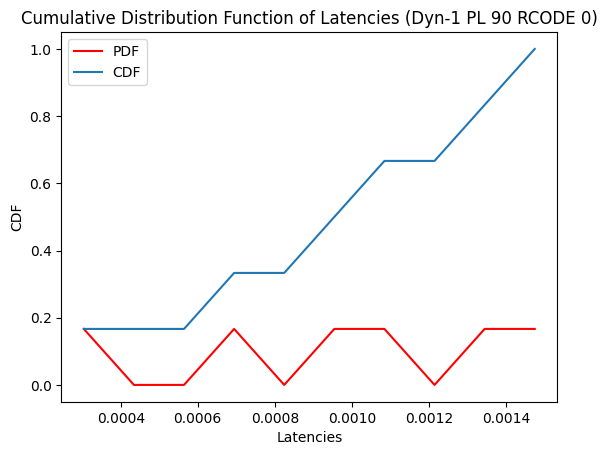 Cumulative Distribution Function of Latencies (Dyn-1 PL 90 RCODE 0)
PDF
CDF
1.0
0.8
0.6
0.4
0.2
0.0
CDF
0.0004 0.0006 0.0008 0.0010 0.0012 0.0014
Latencies